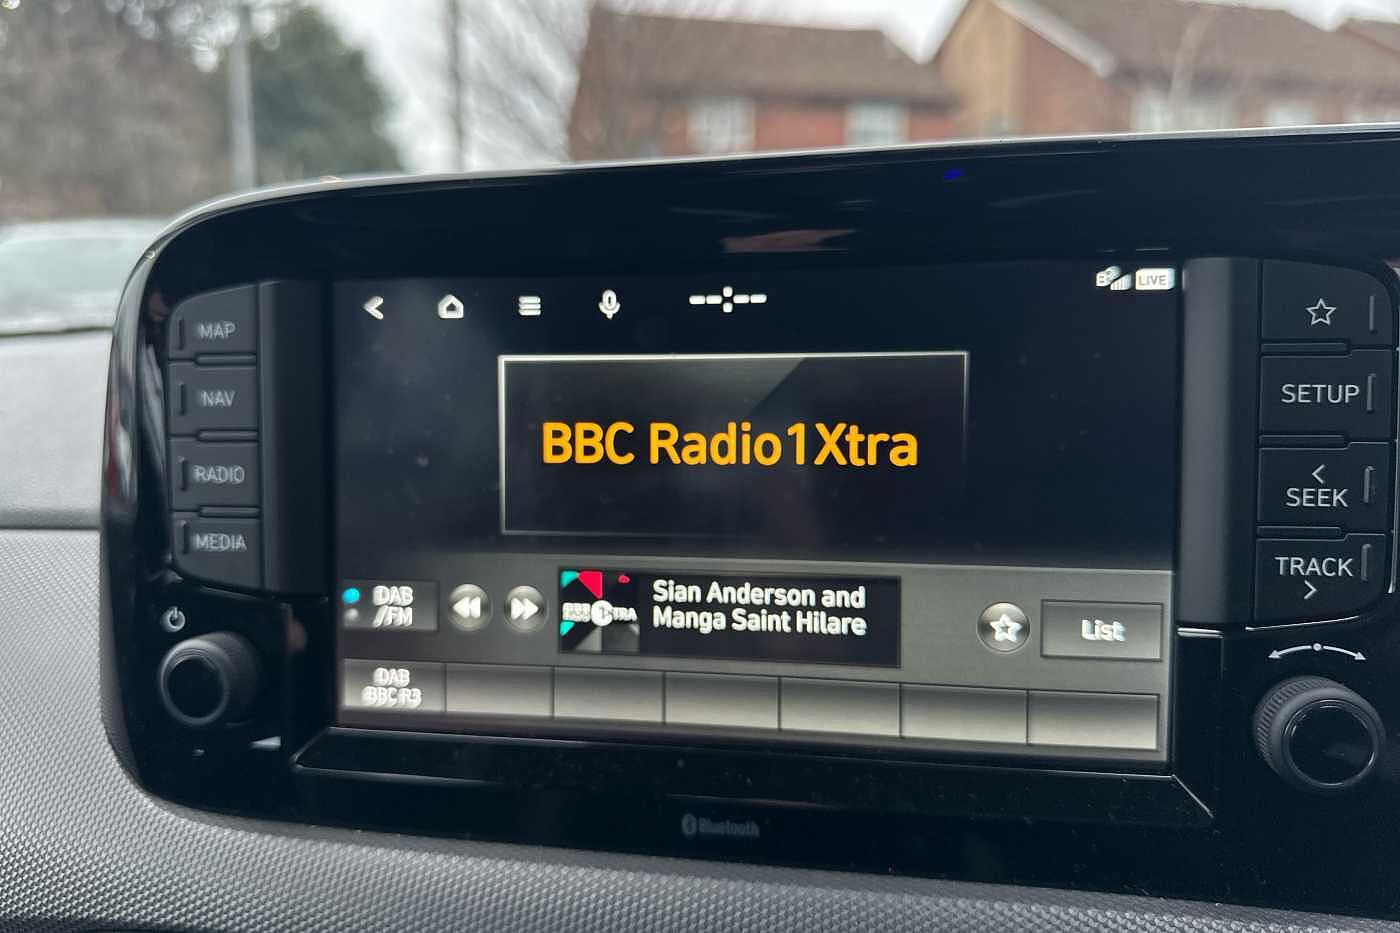 LIVE
MAP
NAV
RADIO
MEDIA
BBC Radio1Xtra
SETUP
SEEK
TRACK
DAB
/FM
Sian Anderson and
Manga Saint Hilare
List
DAB
BBC R3
Bluetooth